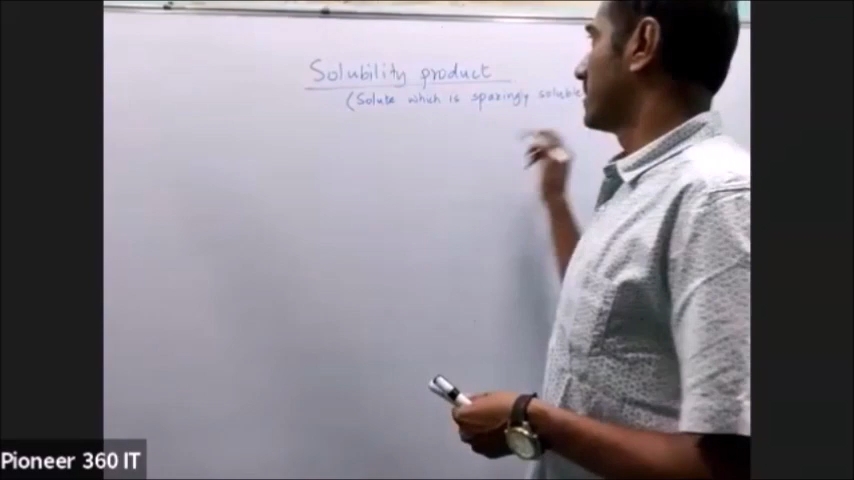 Solubility product
(Solute which is sparingly soluble
Pioneer 360 IT